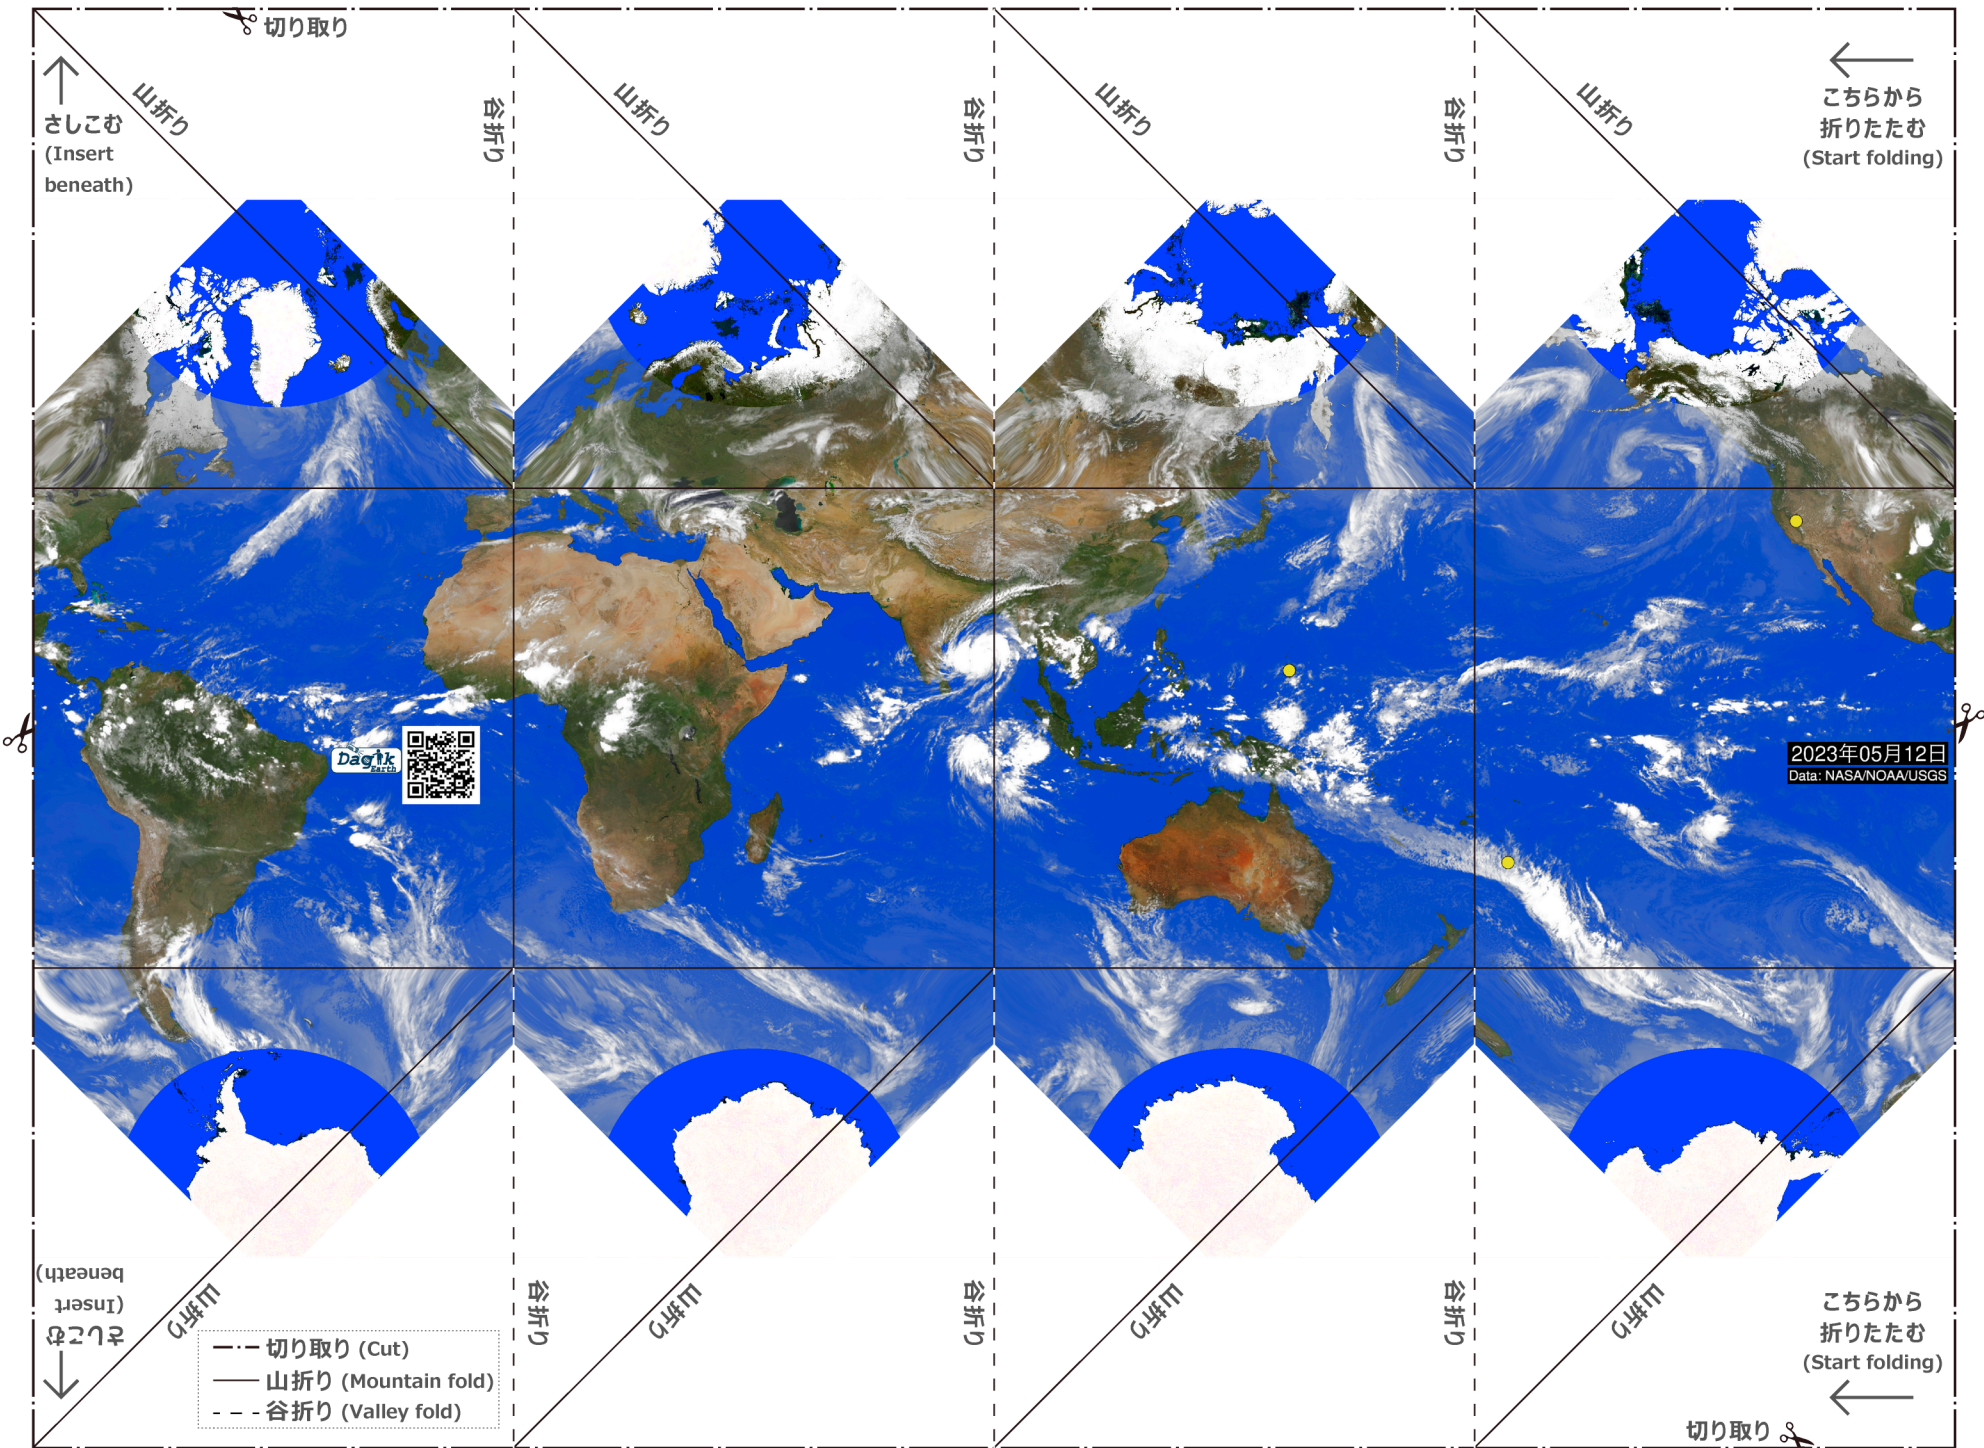 切り取り
さしこむ
(Insert
beneath)
山折り
谷折り
山折り
谷折り
山折り
谷折り
山折り
こちらから
折りたたむ
(Start folding)
Dagik
Earth
2023年05月12日
Data: NASA/NOAA/USGS
さしこむ
(Insert
beneath)
山折り
谷折り
山折り
谷折り
山折り
谷折り
山折り
こちらから
折りたたむ
(Start folding)
切り取り (Cut)
山折り (Mountain fold)
谷折り (Valley fold)
切り取り